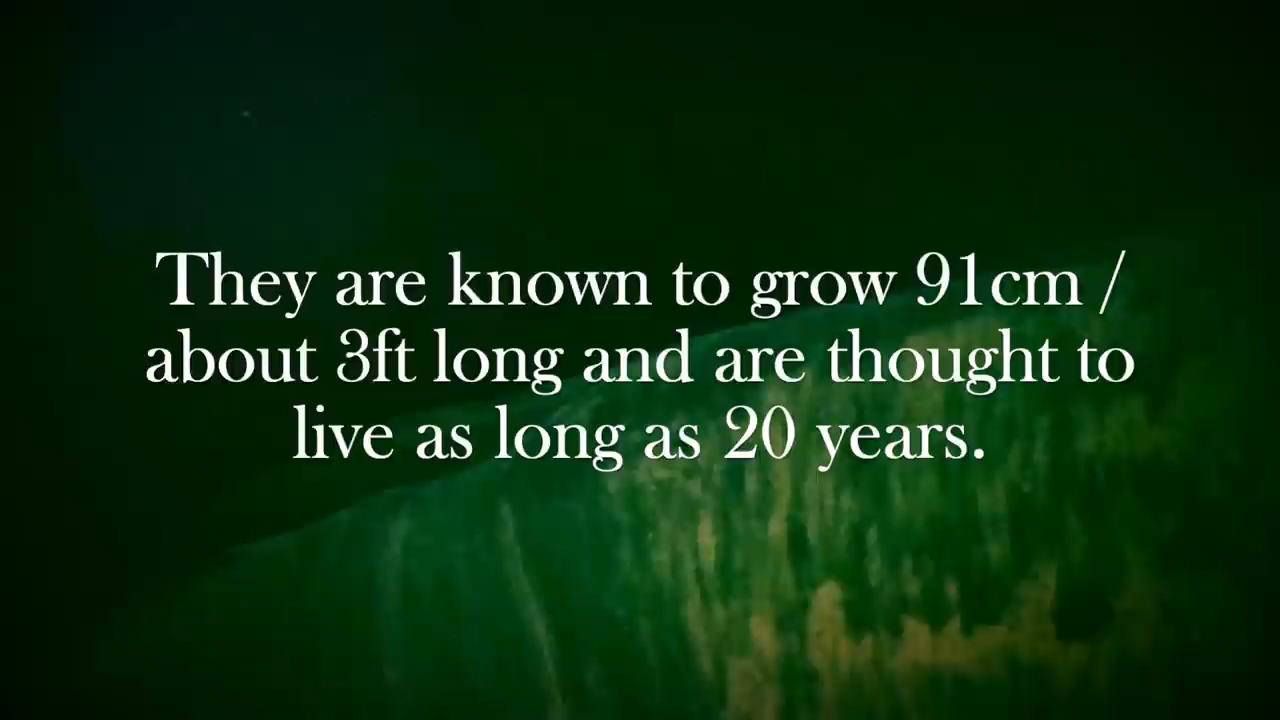 They are known to grow 91cm /
about 3ft long and are thought to
live as long as 20 years.